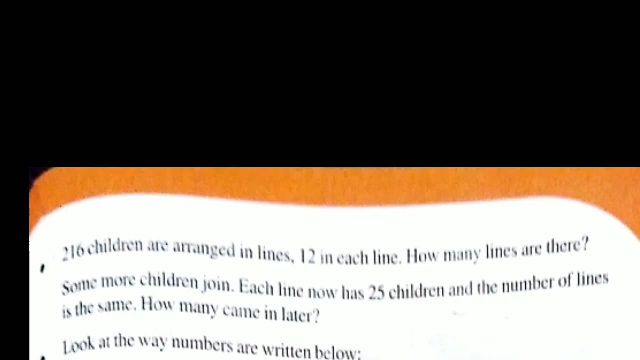 216 children are arranged in lines, 12 in each line. How many lines are there?
Some more children join. Each line now has 25 children and the number of lines
is the same. How many came in later?
Look at the way numbers are written below: